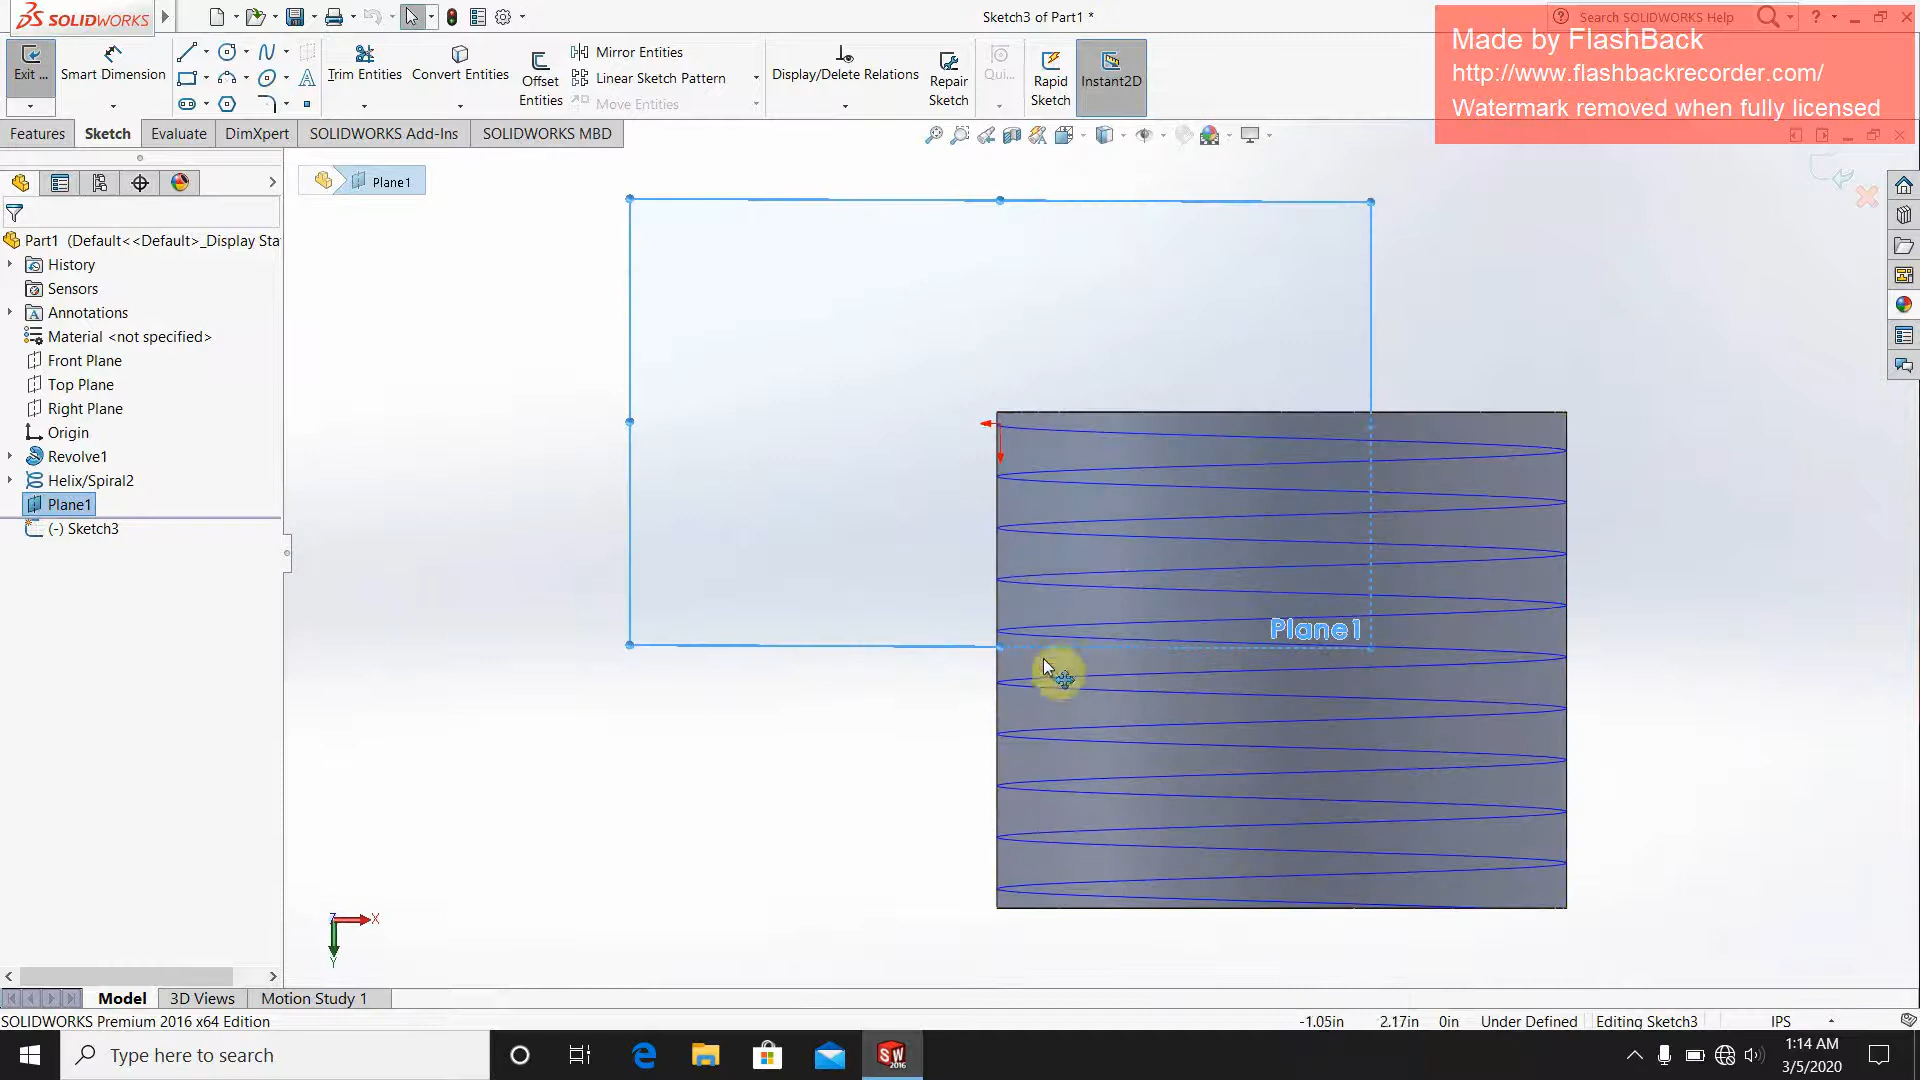 SOLIDWORKS
Sketch3 of Part1 *
Search SOLIDWORKS Help
Made by FlashBack
http://www.flashbackrecorder.com/
Watermark removed when fully licensed
Exit ...
Smart Dimension
Trim Entities
Convert Entities
Offset Entities
Mirror Entities
Linear Sketch Pattern
Move Entities
Display/Delete Relations
Repair Sketch
Qui...
Rapid Sketch
Instant2D
Features
Sketch
Evaluate
DimXpert
SOLIDWORKS Add-Ins
SOLIDWORKS MBD
Plane1
Part1 (Default<<Default>_Display Sta
History
Sensors
Annotations
Material <not specified>
Front Plane
Top Plane
Right Plane
Origin
Revolve1
Helix/Spiral2
Plane1
(-) Sketch3
Plane1
X
Y
Z
Model
3D Views
Motion Study 1
SOLIDWORKS Premium 2016 x64 Edition
-1.05in
2.17in
0in
Under Defined
Editing Sketch3
IPS
Type here to search
SW
2016
1:14 AM
3/5/2020